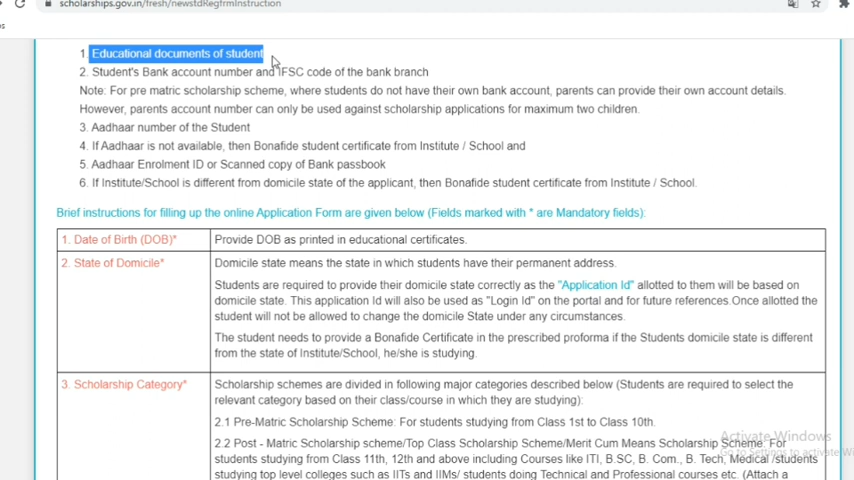 scholarships.gov.in/fresh/newstdRegfrmInstruction
1. Educational documents of student
2. Student's Bank account number and IFSC code of the bank branch
Note: For pre matric scholarship scheme, where students do not have their own bank account, parents can provide their own account details.
However, parents account number can only be used against scholarship applications for maximum two children.
3. Aadhaar number of the Student
4. If Aadhaar is not available, then Bonafide student certificate from Institute / School and
5. Aadhaar Enrolment ID or Scanned copy of Bank passbook
6. If Institute/School is different from domicile state of the applicant, then Bonafide student certificate from Institute / School.
Brief instructions for filling up the online Application Form are given below (Fields marked with * are Mandatory fields):
1. Date of Birth (DOB)* Provide DOB as printed in educational certificates.
2. State of Domicile* Domicile state means the state in which students have their permanent address.
Students are required to provide their domicile state correctly as the "Application Id" allotted to them will be based on
domicile state. This application Id will also be used as "Login Id" on the portal and for future references.Once allotted the
student will not be allowed to change the domicile State under any circumstances.
The student needs to provide a Bonafide Certificate in the prescribed proforma if the Students domicile state is different
from the state of Institute/School, he/she is studying.
3. Scholarship Category* Scholarship schemes are divided in following major categories described below (Students are required to select the
relevant category based on their class/course in which they are studying):
2.1 Pre-Matric Scholarship Scheme: For students studying from Class 1st to Class 10th.
2.2 Post - Matric Scholarship scheme/Top Class Scholarship Scheme/Merit Cum Means Scholarship Scheme: For
students studying from Class 11th, 12th and above including Courses like ITI, B.SC, B. Com., B. Tech, Medical /students
studying top level colleges such as IITs and IIMs/ students doing Technical and Professional courses etc. (Attach a
Activate Windows
Go to Settings to activate Wi